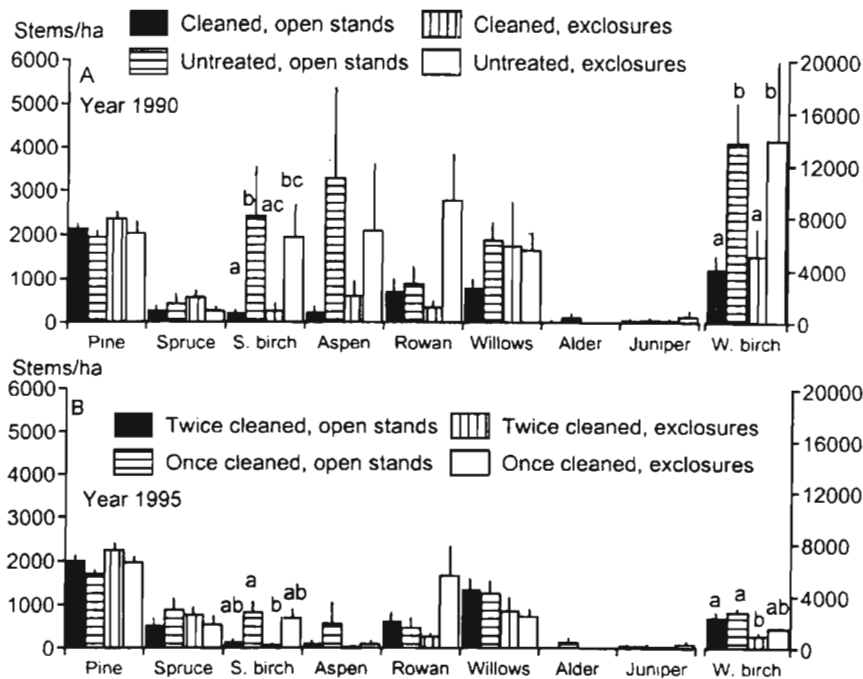 Stems/ha
Cleaned, open stands
Cleaned, exclosures
Untreated, open stands
Untreated, exclosures
A
Year 1990
6000
5000
4000
3000
2000
1000
0
20000
16000
12000
8000
4000
0
a
b
ac
bc
a
b
a
b
Pine
Spruce
S. birch
Aspen
Rowan
Willows
Alder
Juniper
W. birch
Stems/ha
B
Twice cleaned, open stands
Twice cleaned, exclosures
Once cleaned, open stands
Once cleaned, exclosures
Year 1995
6000
5000
4000
3000
2000
1000
0
20000
16000
12000
8000
4000
0
ab
a
b
ab
a
a
b
ab
Pine
Spruce
S. birch
Aspen
Rowan
Willows
Alder
Juniper
W. birch